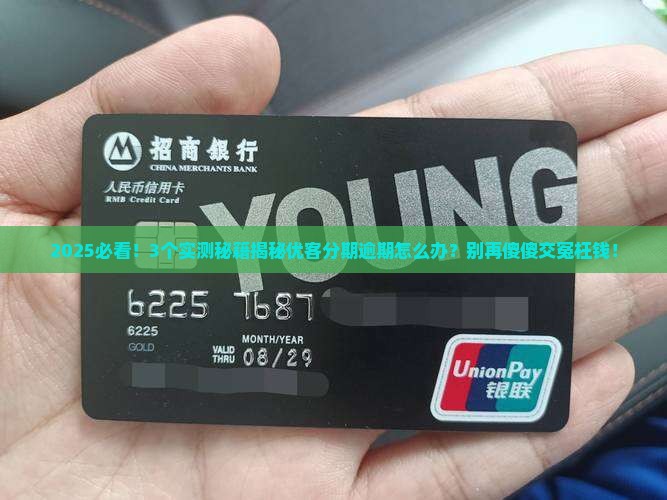 招商银行
CHINA MERCHANTS BANK
人民币信用卡
RMB Credit Card
YOUNG
2025必看！3个实测秘籍揭秘优客分期逾期怎么办？别再傻傻交冤枉钱！
6225 7687
6225
GOLD
VALID THRU
MONTH/YEAR
08/29
UnionPay
银联